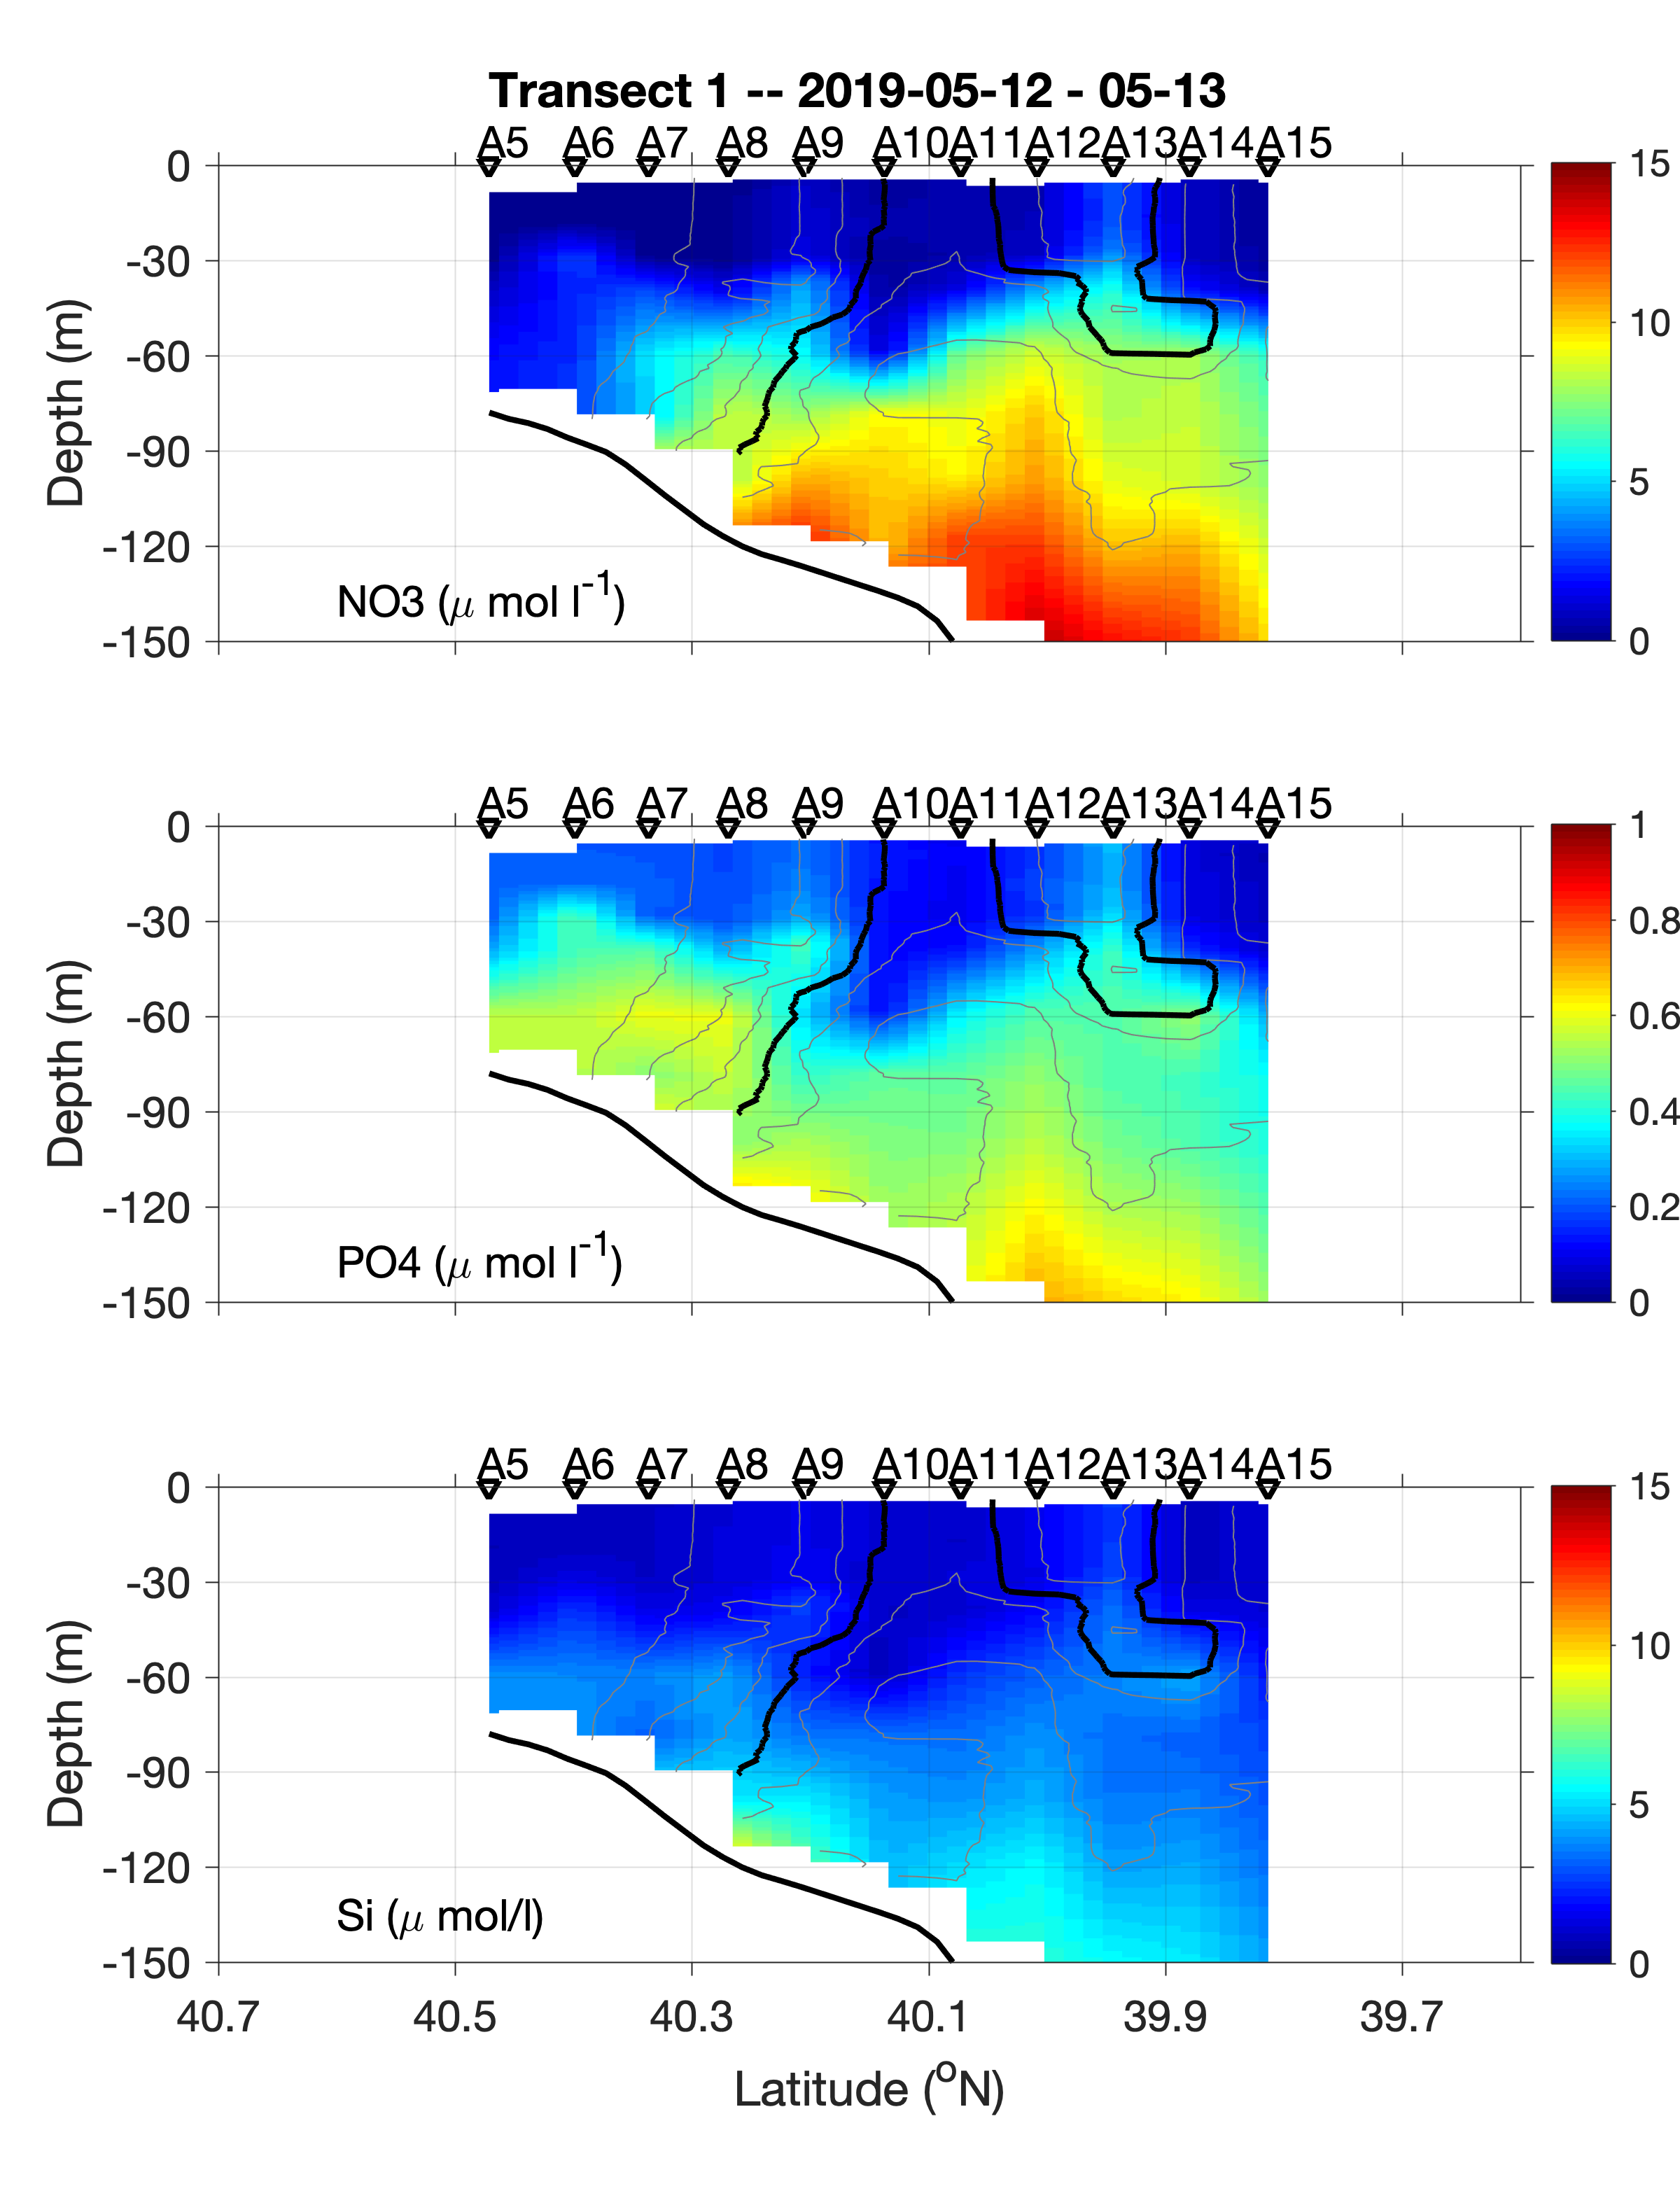 Transect 1 -- 2019-05-12 - 05-13
A5 A6 A7 A8 A9 A10 A11 A12 A13 A14 A15
0
-30
-60
-90
-120
-150
Depth (m)
NO3 (μ mol l-1)
15
10
5
0
A5 A6 A7 A8 A9 A10 A11 A12 A13 A14 A15
0
-30
-60
-90
-120
-150
Depth (m)
PO4 (μ mol l-1)
1
0.8
0.6
0.4
0.2
0
A5 A6 A7 A8 A9 A10 A11 A12 A13 A14 A15
0
-30
-60
-90
-120
-150
Depth (m)
Si (μ mol/l)
15
10
5
0
40.7 40.5 40.3 40.1 39.9 39.7
Latitude (oN)